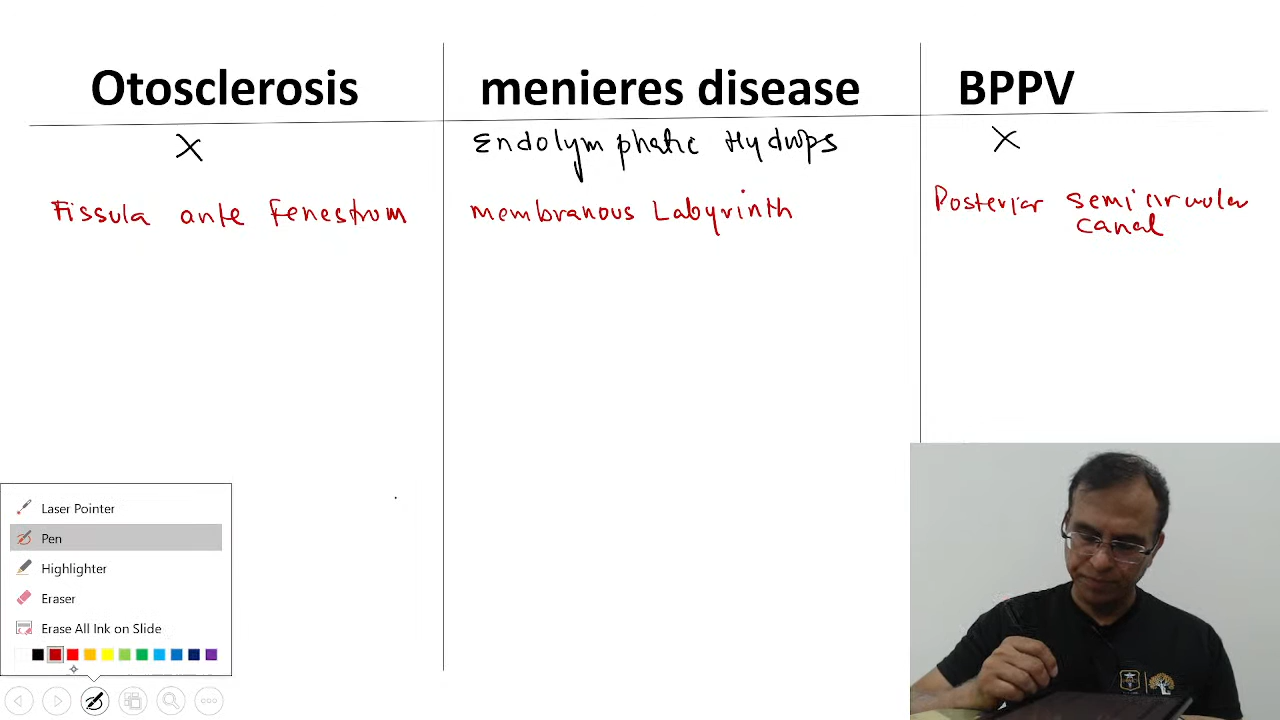 Otosclerosis
menieres disease
BPPV
X
Endolymphatic Hydrops
X
Fissula ante Fenestrum
membranous Labyrinth
Posterior semicircular
canal
Laser Pointer
Pen
Highlighter
Eraser
Erase All Ink on Slide